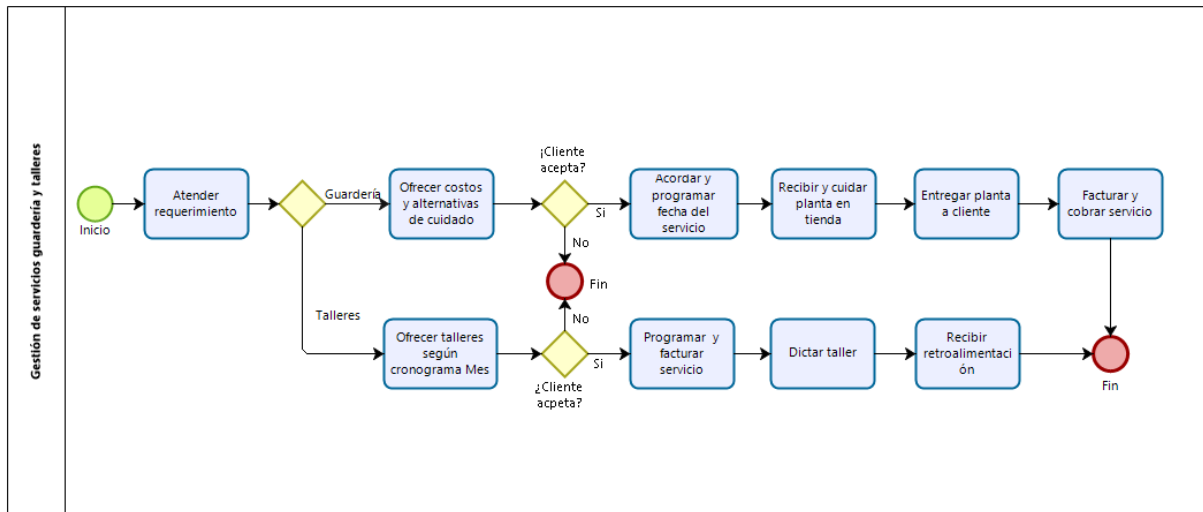 Gestión de servicios guardería y talleres
Inicio
Atender
requerimiento
Guardería
Ofrecer costos
y alternativas
de cuidado
¡Cliente
acepta?
Si
No
Acordar y
programar
fecha del
servicio
Recibir y cuidar
planta en
tienda
Entregar planta
a cliente
Facturar y
cobrar servicio
Fin
Talleres
Ofrecer talleres
según
cronograma Mes
No
¿Cliente
acpeta?
Si
Programar y
facturar
servicio
Dictar taller
Recibir
retroalimentaci
ón
Fin